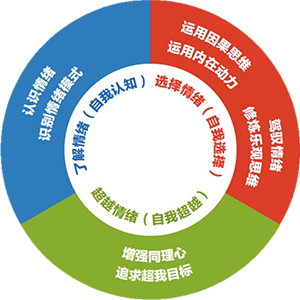 认识情绪
识别情绪模式
了解情绪（自我认知）
运用因果思维
运用内在动力
驾驭情绪
修炼乐观思维
选择情绪（自我选择）
超越情绪（自我超越）
增强同理心
追求超我目标